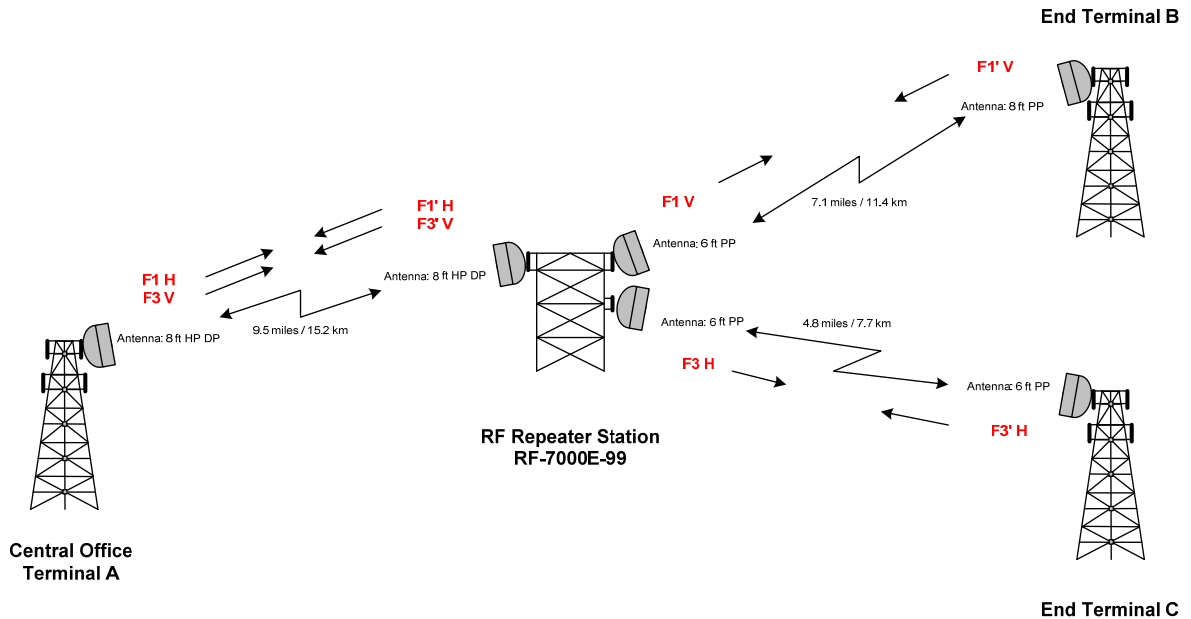 End Terminal B
F1' V
Antenna: 8 ft PP
7.1 miles / 11.4 km
F1 V
Antenna: 6 ft PP
F1' H
F3' V
Antenna: 8 ft HP DP
F1 H
F3 V
9.5 miles / 15.2 km
Antenna: 8 ft HP DP
Antenna: 6 ft PP
4.8 miles / 7.7 km
F3 H
Antenna: 6 ft PP
F3' H
RF Repeater Station
RF-7000E-99
Central Office
Terminal A
End Terminal C